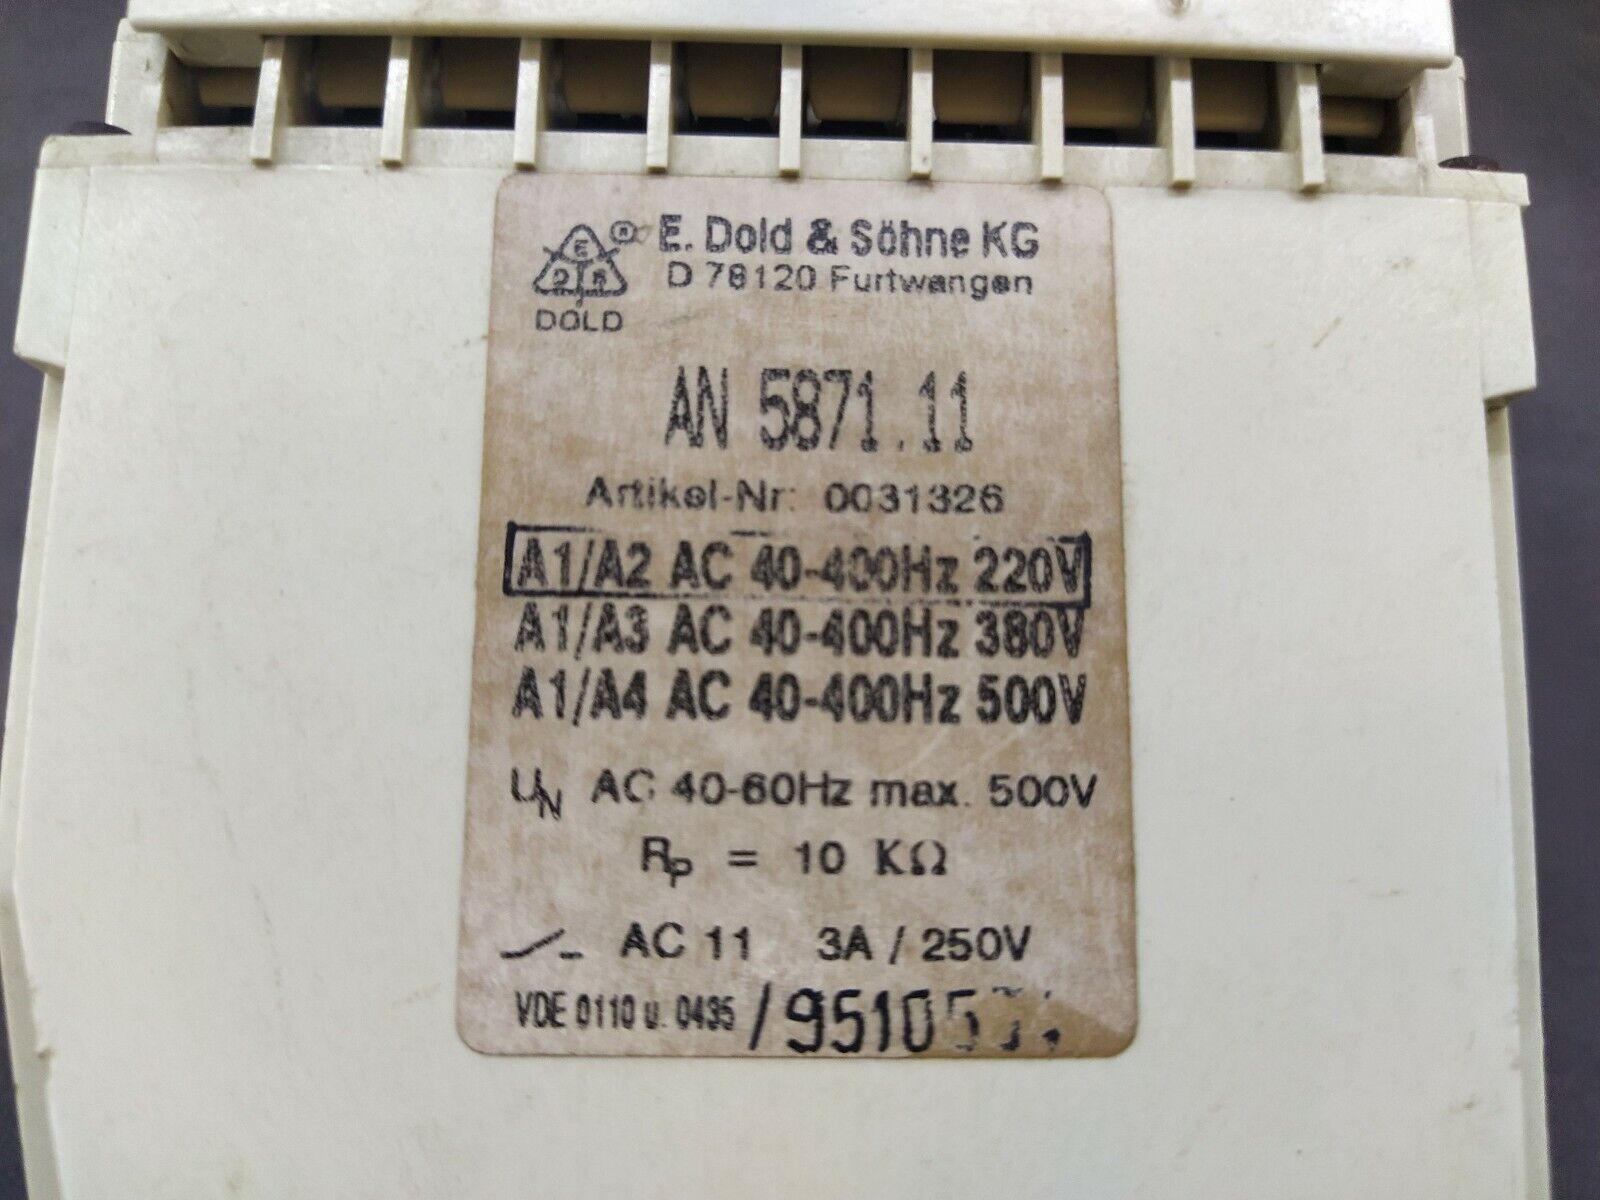 E. Dold & Söhne KG
D 78120 Furtwangen
DOLD
AN 5871.11
Artikel-Nr: 0031326
A1/A2 AC 40-400Hz 220V
A1/A3 AC 40-400Hz 380V
A1/A4 AC 40-400Hz 500V
UN AC 40-60Hz max. 500V
RP = 10 KΩ
AC 11 3A / 250V
VDE 0110 u. 0435